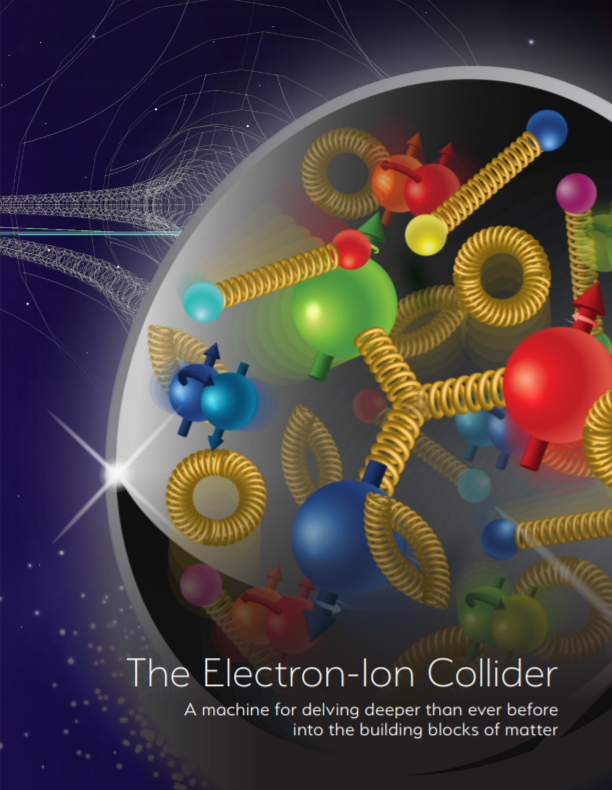 The Electron-Ion Collider
A machine for delving deeper than ever before
into the building blocks of matter